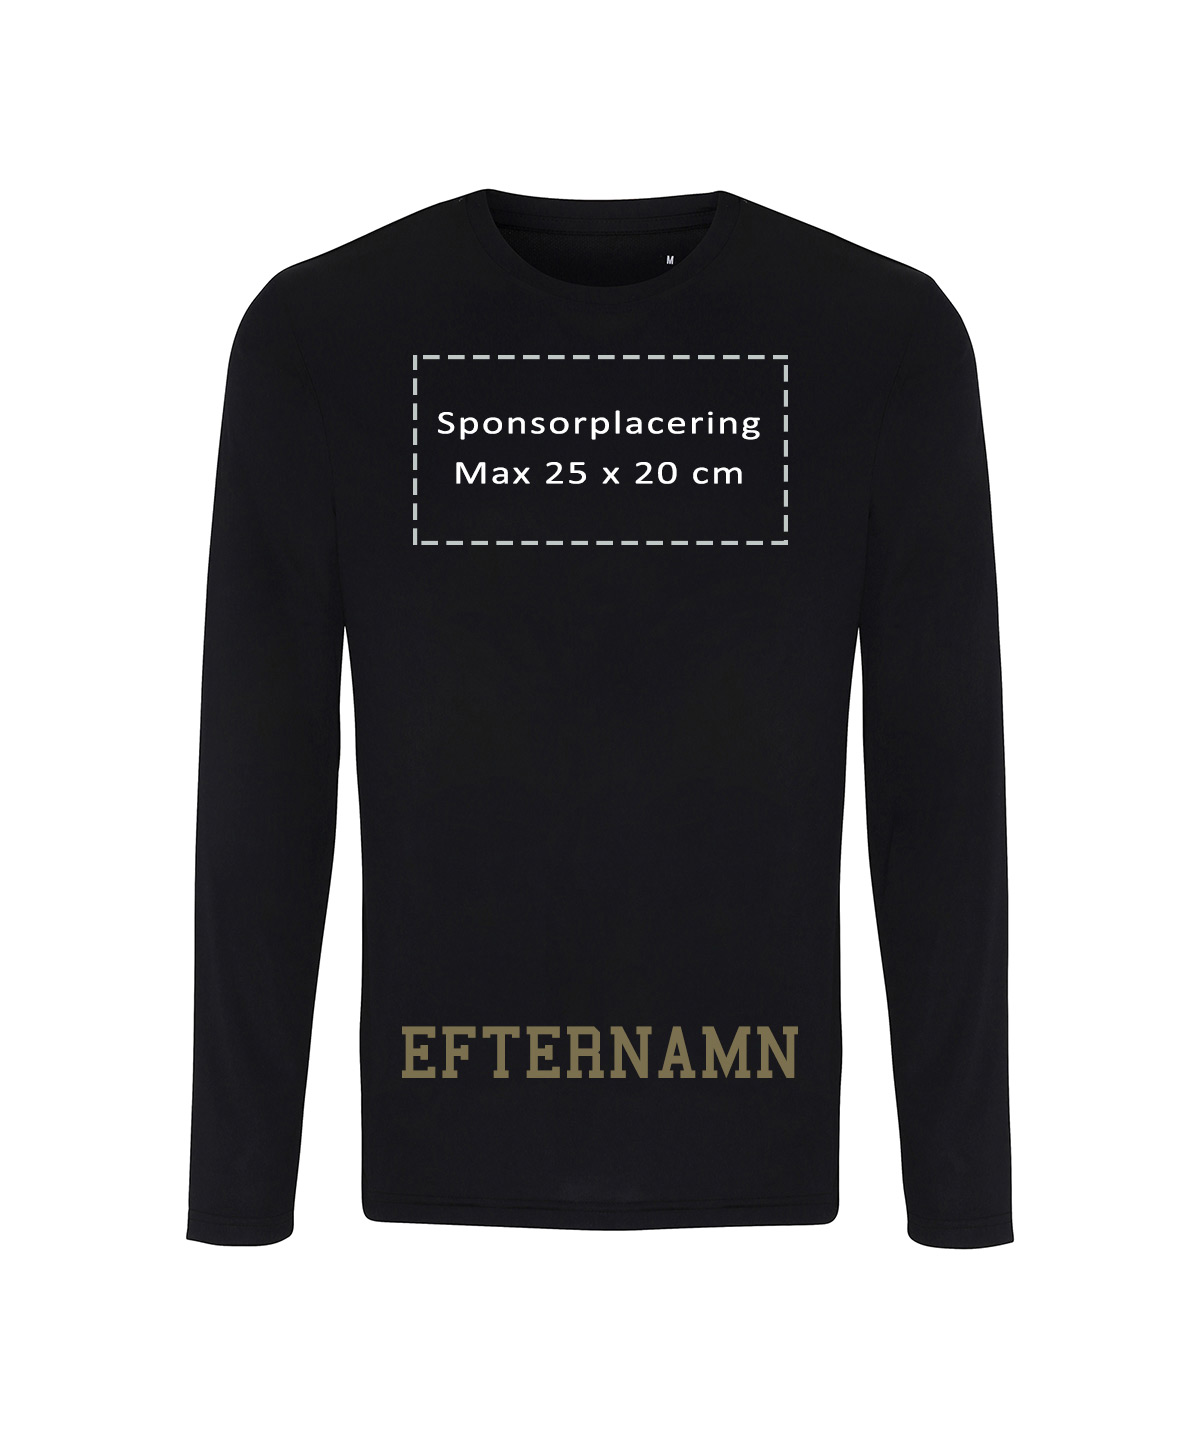 M
Sponsorplacering
Max 25 x 20 cm
EFTERNAMN